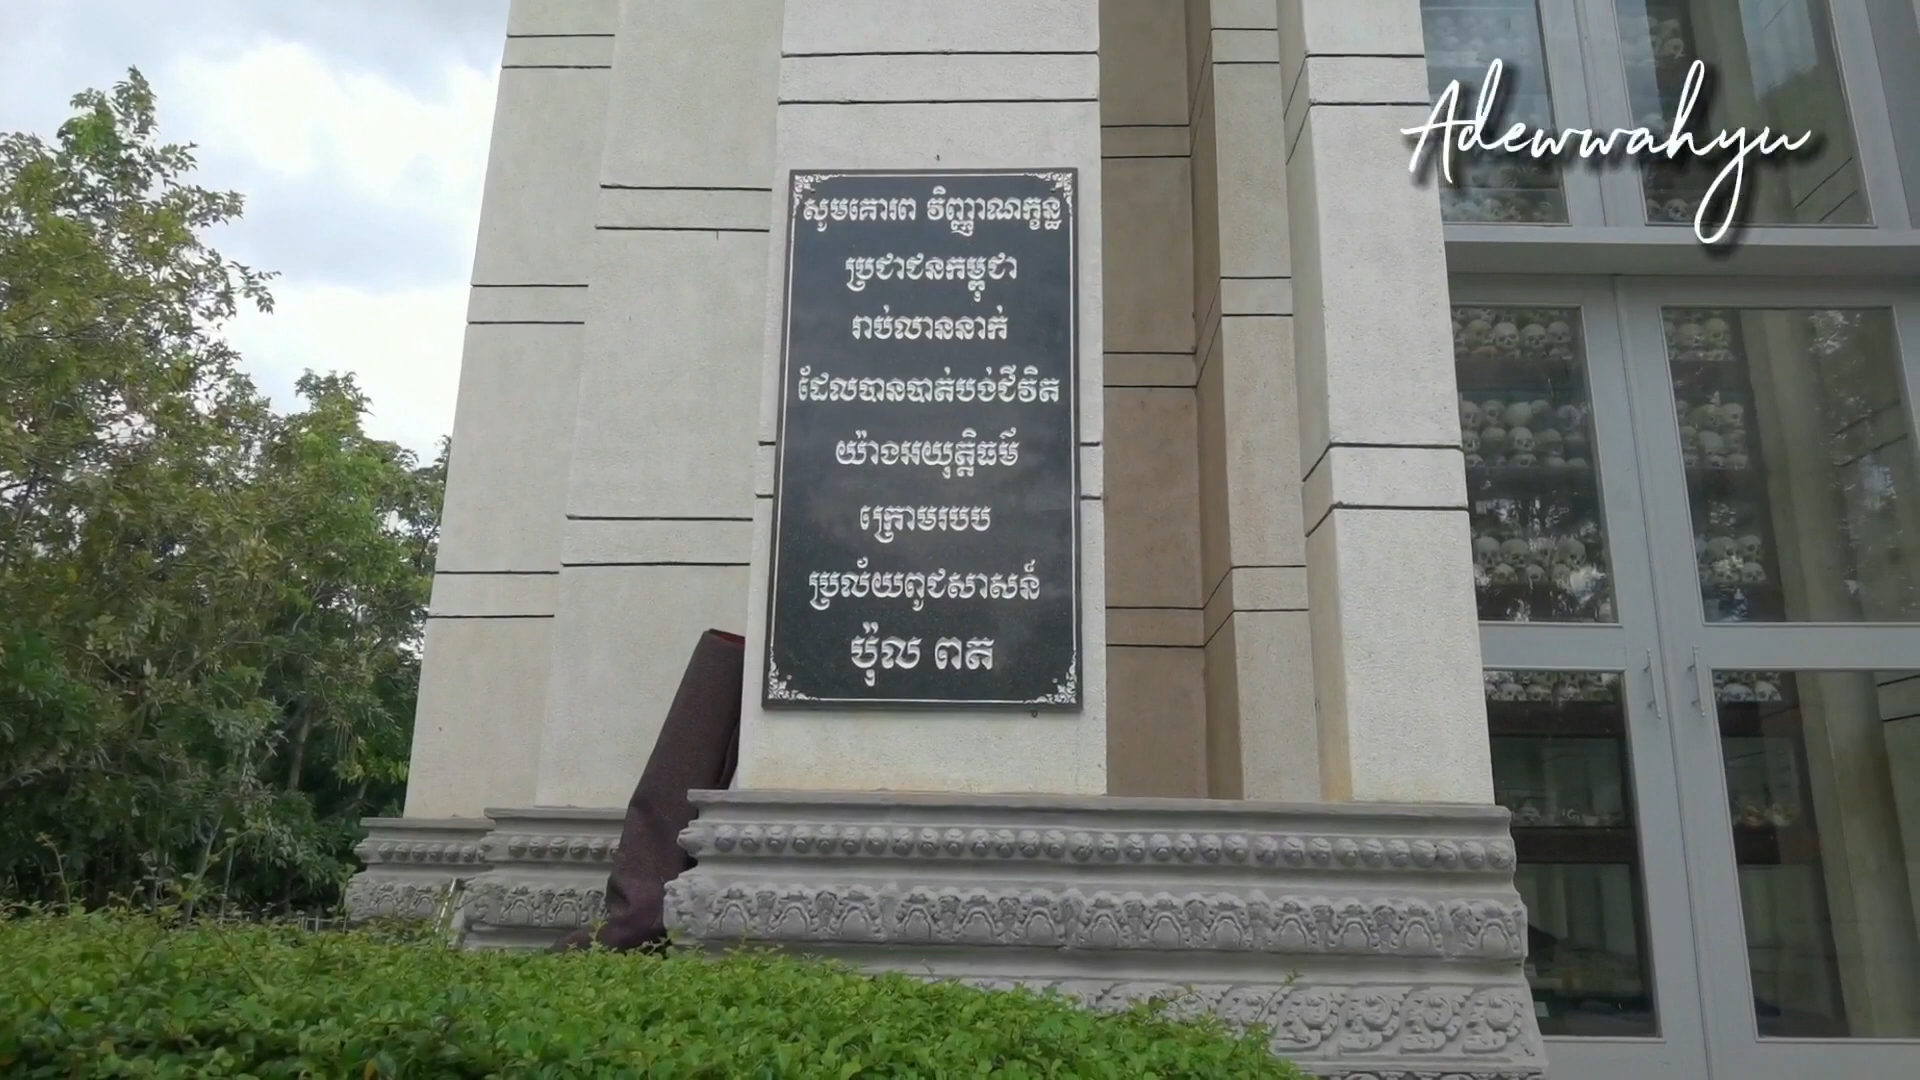 សូមគោរព វិញ្ញាណក្ខន្ធ
ប្រជាជនកម្ពុជា
រាប់លាននាក់
ដែលបានបាត់បង់ជីវិត
យ៉ាងអយុត្តិធម៌
ក្រោមរបប
ប្រល័យពូជសាសន៍
ប៉ុល ពត
Adewwahyu